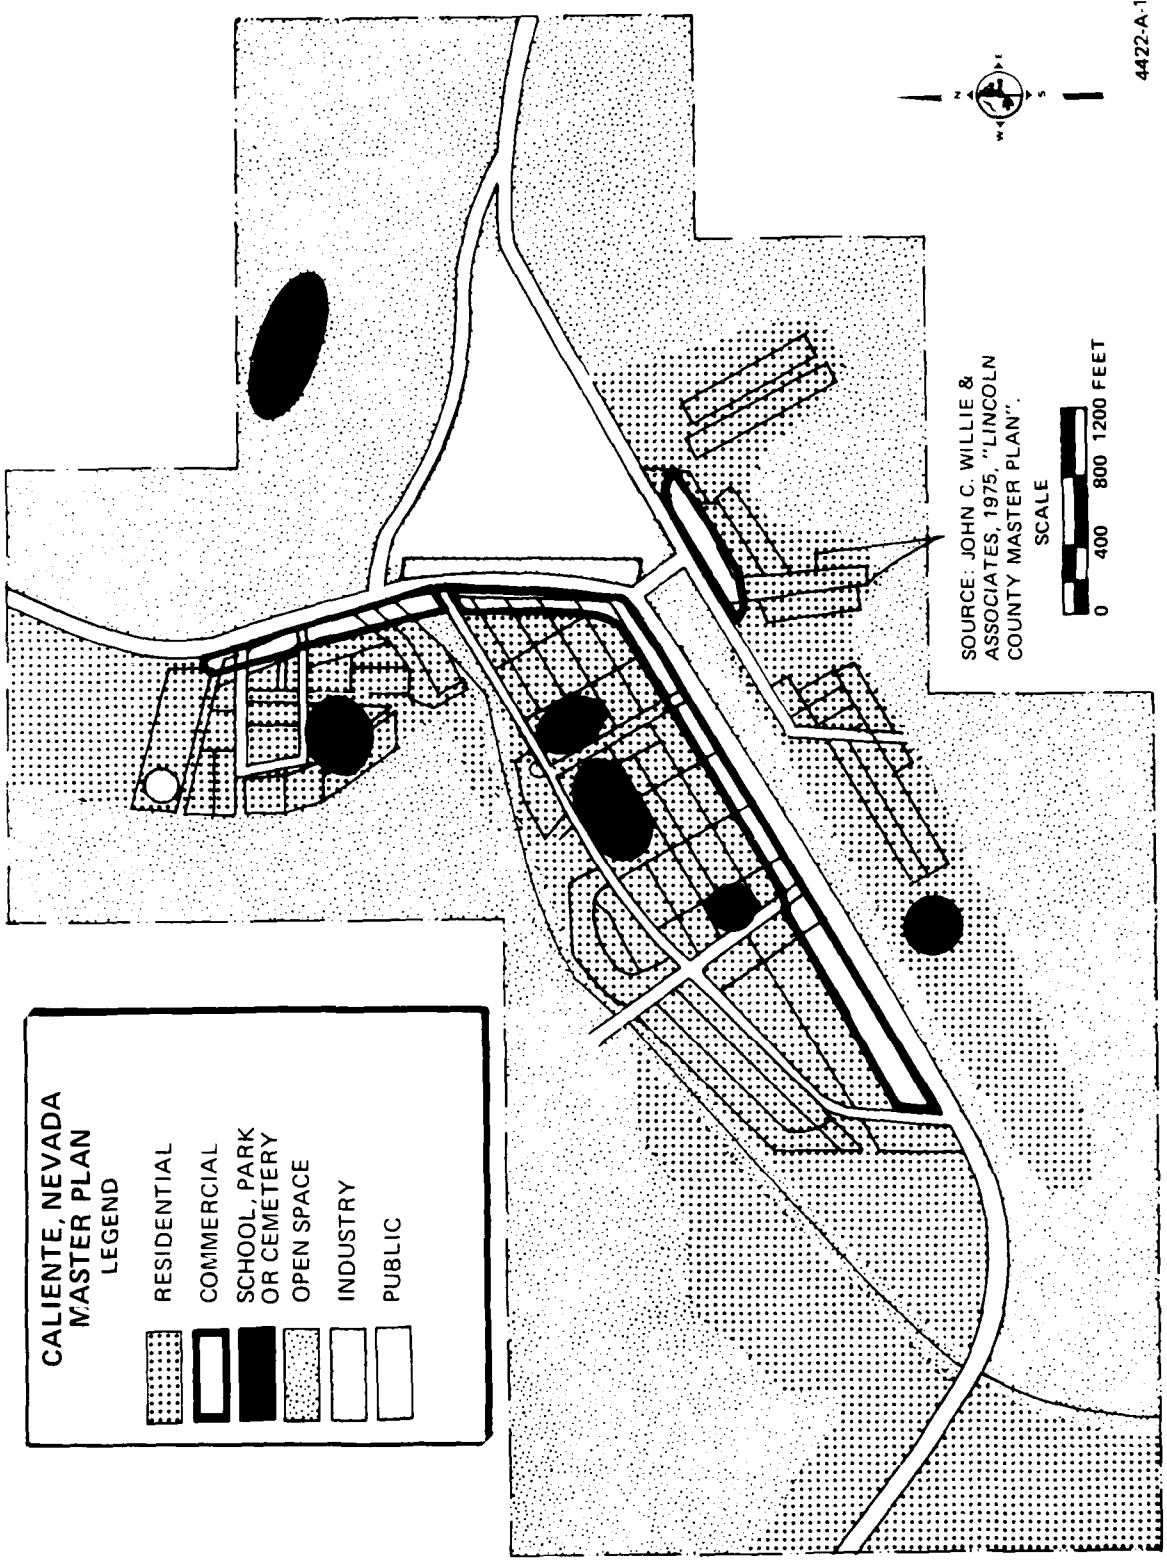 CALIENTE, NEVADA
MASTER PLAN
LEGEND
RESIDENTIAL
COMMERCIAL
SCHOOL, PARK
OR CEMETERY
OPEN SPACE
INDUSTRY
PUBLIC
SOURCE: JOHN C. WILLIE &
ASSOCIATES, 1975, "LINCOLN
COUNTY MASTER PLAN".
SCALE
0 400 800 1200 FEET
N
W E
S
4422-A-1